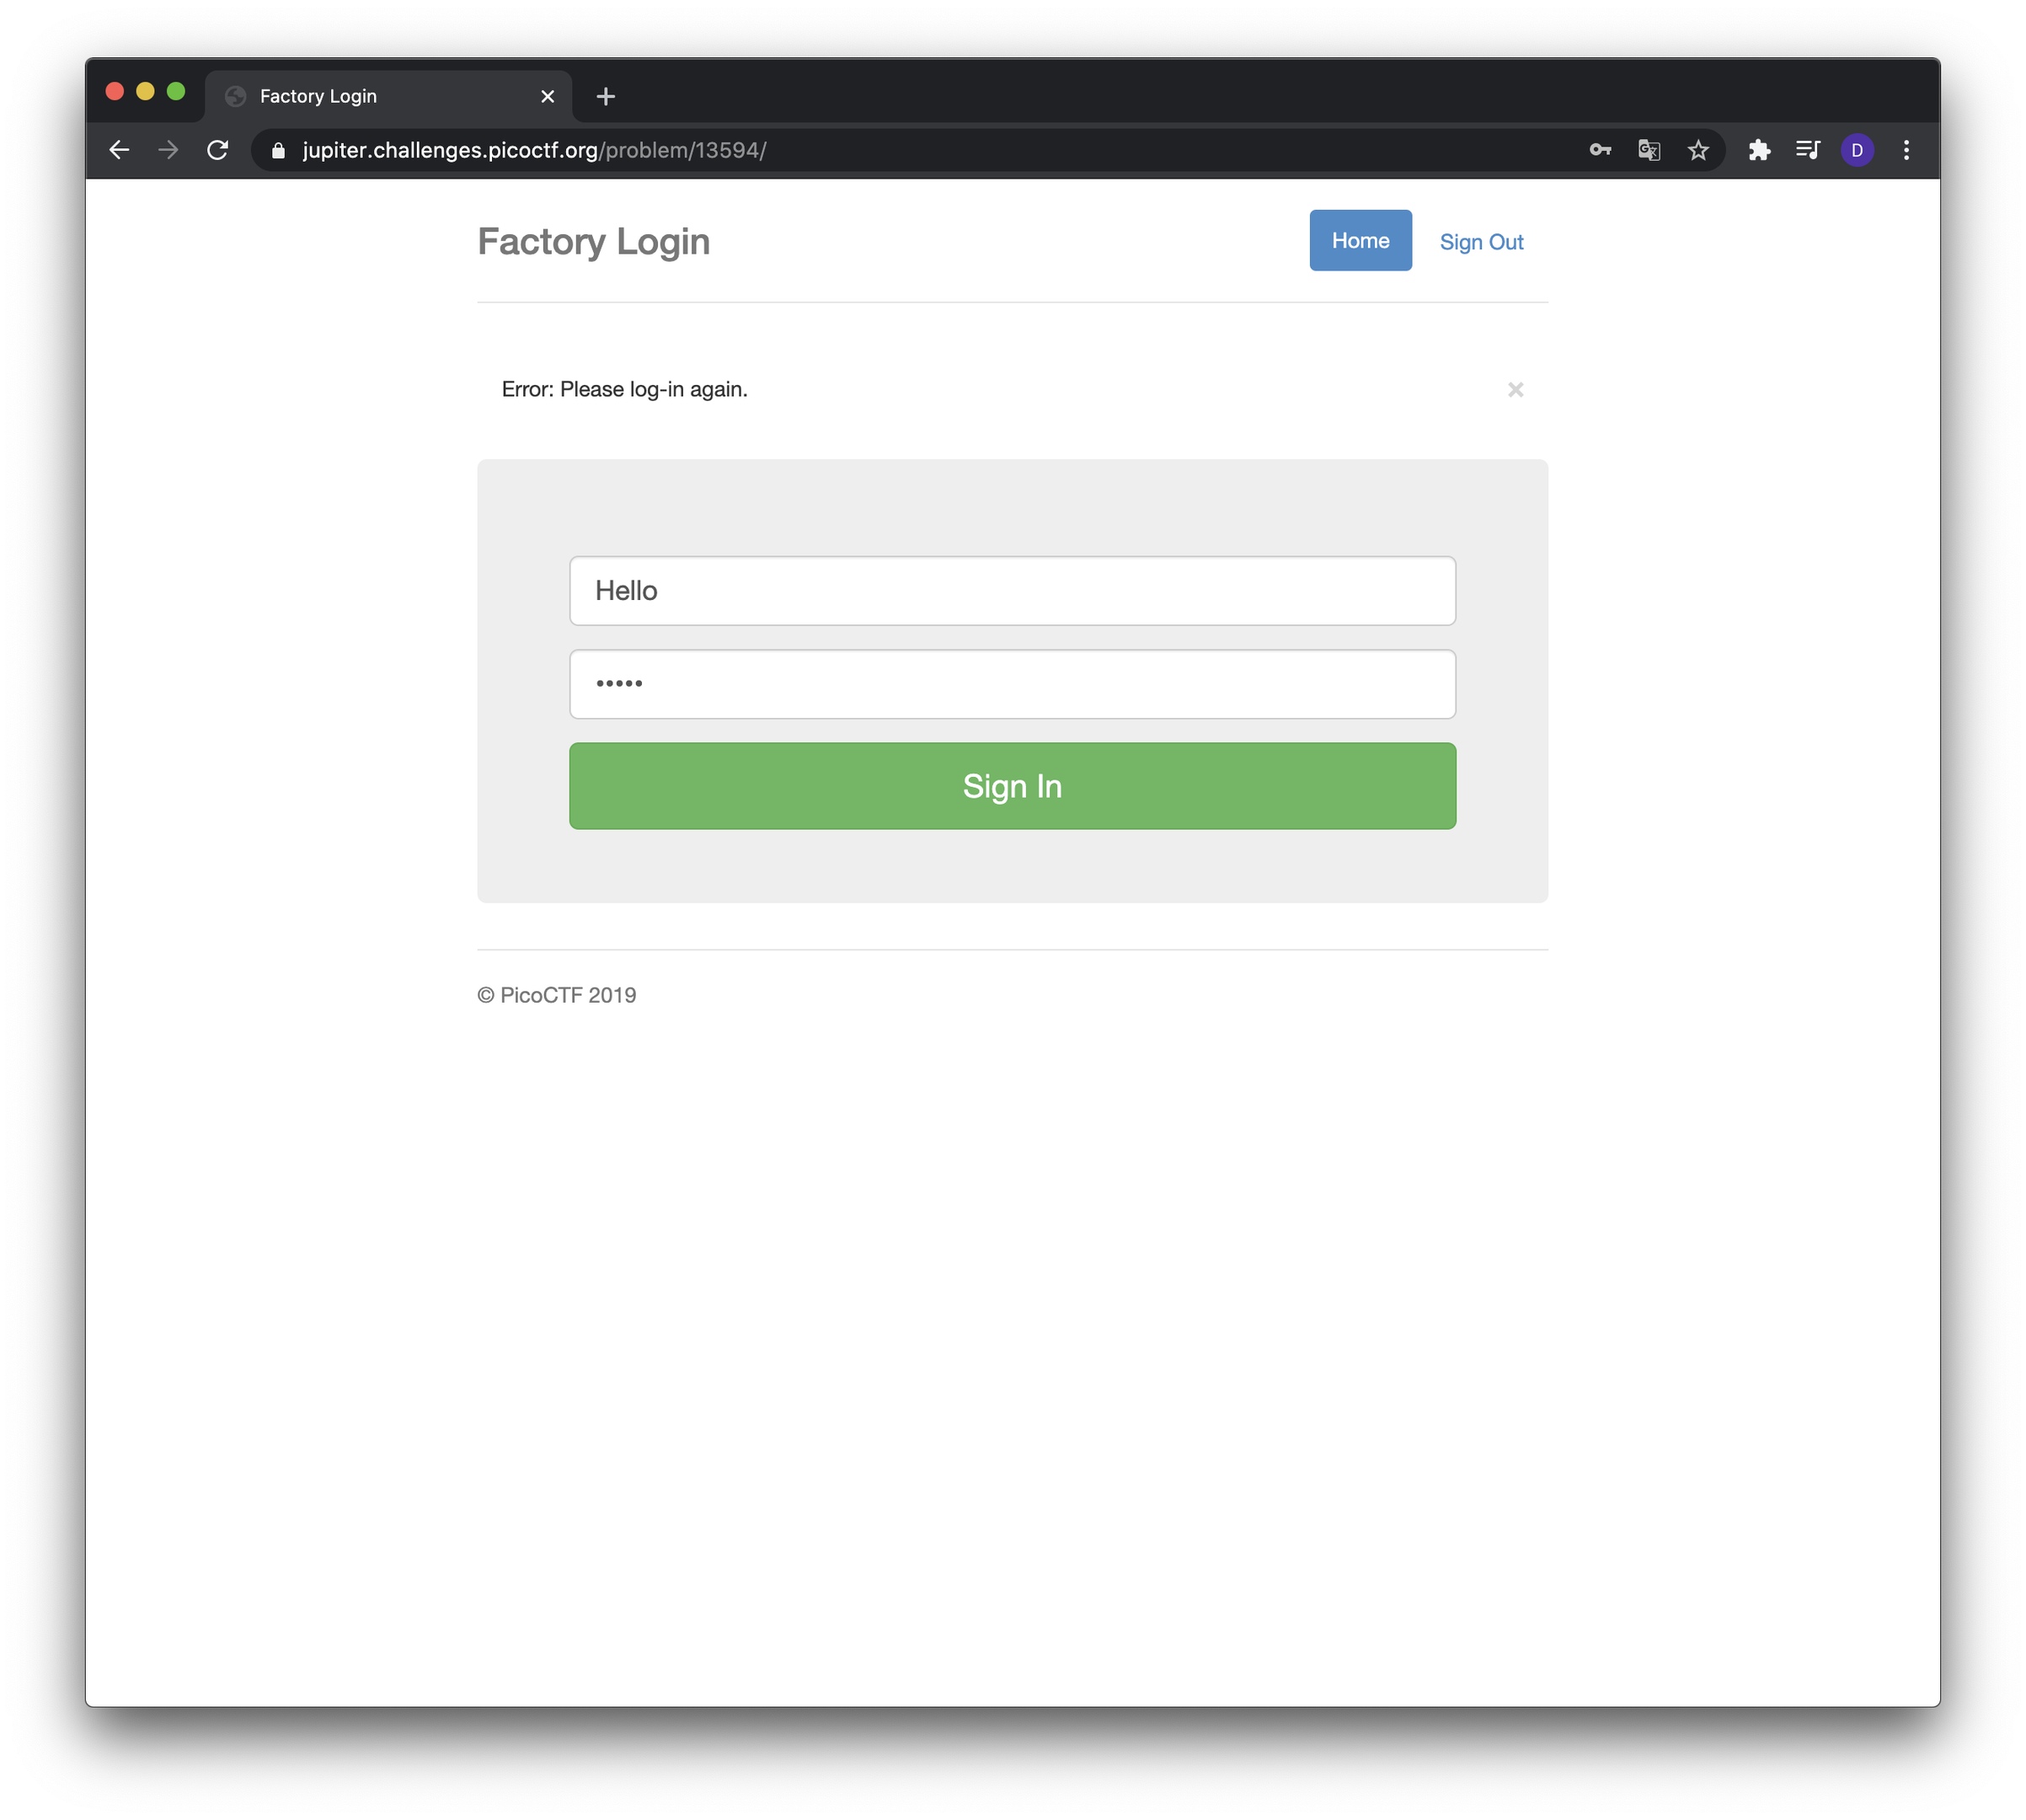 Factory Login
jupiter.challenges.picoctf.org/problem/13594/
D
Factory Login
Home
Sign Out
Error: Please log-in again.
×
Hello
•••••
Sign In
© PicoCTF 2019